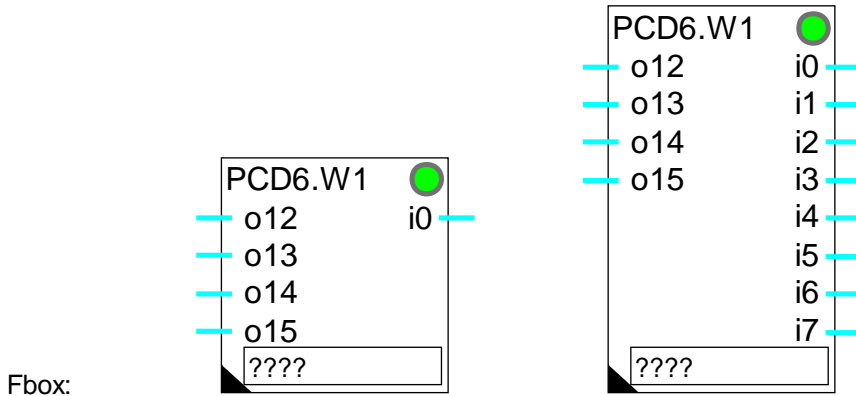 PCD6.W1
o12 i0
o13
o14
o15
????
PCD6.W1
o12 i0
o13 i1
o14 i2
o15 i3
i4
i5
i6
i7
????
Fbox: